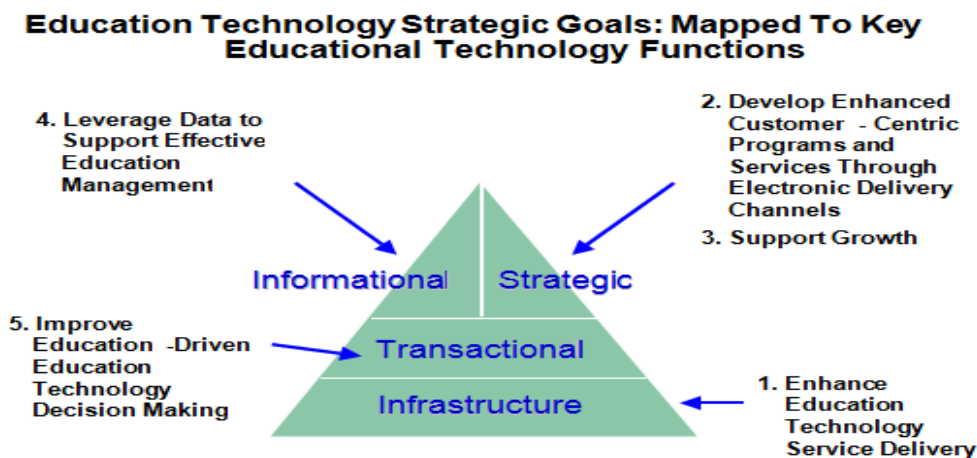 Education Technology Strategic Goals: Mapped To Key
Educational Technology Functions
4. Leverage Data to
Support Effective
Education
Management
2. Develop Enhanced
Customer - Centric
Programs and
Services Through
Electronic Delivery
Channels
3. Support Growth
Informational
Strategic
5. Improve
Education -Driven
Education
Technology
Decision Making
Transactional
Infrastructure
1. Enhance
Education
Technology
Service Delivery